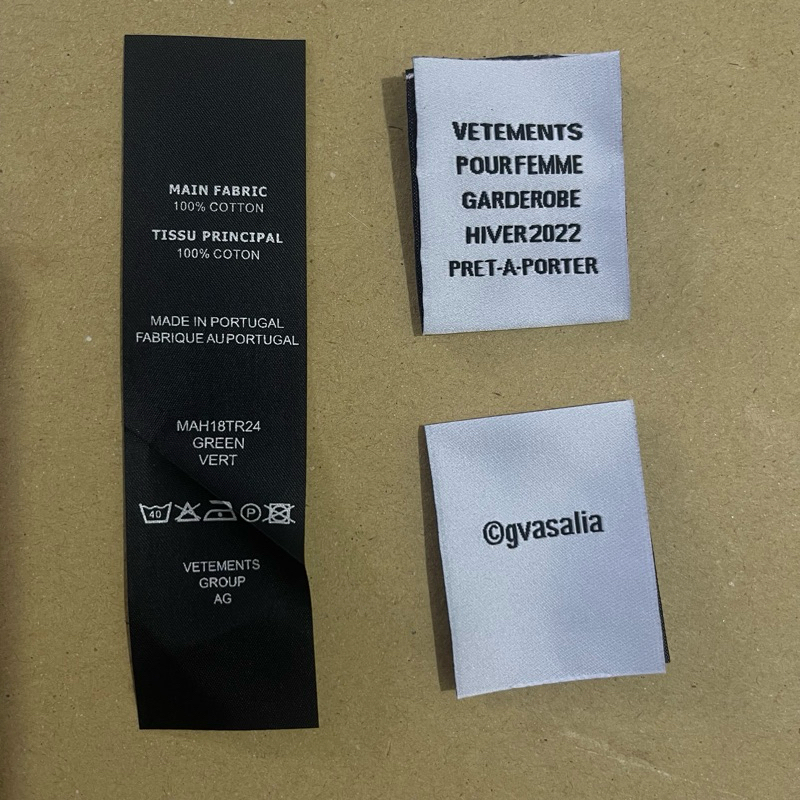 MAIN FABRIC
100% COTTON
TISSU PRINCIPAL
100% COTON
MADE IN PORTUGAL
FABRIQUE AU PORTUGAL
MAH18TR24
GREEN
VERT
40
P
VETEMENTS
GROUP
AG
VETEMENTS
POUR FEMME
GARDEROBE
HIVER 2022
PRET-A-PORTER
©gvasalia